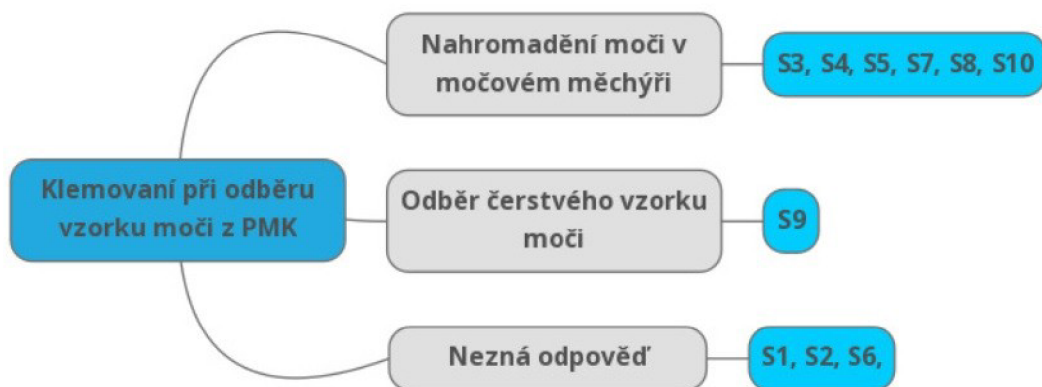 Nahromadění moči v
močovém měchýři
S3, S4, S5, S7, S8, S10
Klemovaní při odběru
vzorku moči z PMK
Odběr čerstvého vzorku
moči
S9
Nezná odpověď
S1, S2, S6,